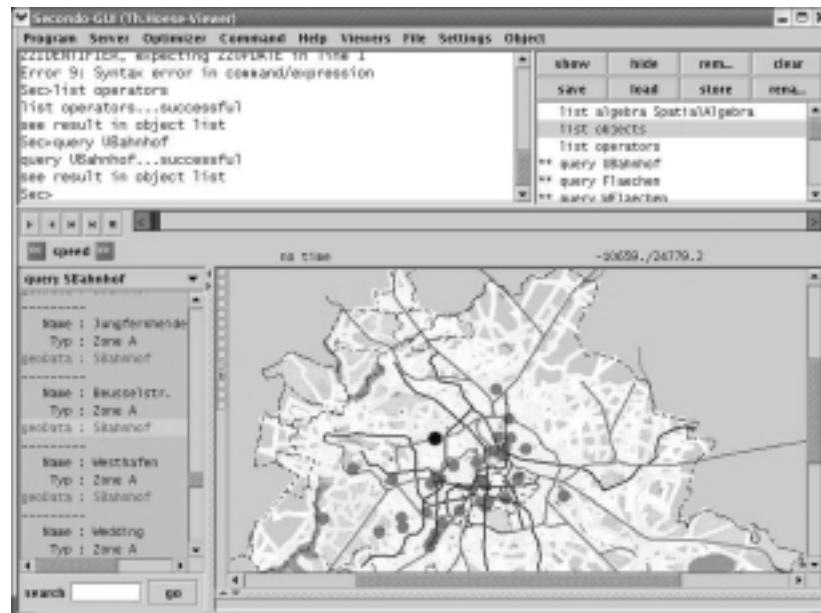 Secondo-GUI (Th.Hoese-Viewer)
Program Server Optimizer Command Help Viewers File Settings Object
ZZIDENTIFIER, expecting ZZUPDATE in line 1
Error 9: Syntax error in command/expression
Sec>list operators
list operators...successful
see result in object list
Sec>query UBahnhof
query UBahnhof...successful
see result in object list
Sec>
show hide rem... clear
save load store rena...
list algebra SpatialAlgebra
list objects
list operators
** query UBahnhof
** query Flaechen
** query WFlaechen
speed
no time
-10659./24779.2
query SBahnhof
----------
Name : Jungfernheide
Typ : Zone A
geoData : SBahnhof
----------
Name : Beusselstr.
Typ : Zone A
geoData : SBahnhof
----------
Name : Westhafen
Typ : Zone A
geoData : SBahnhof
----------
Name : Wedding
Typ : Zone A
search
go